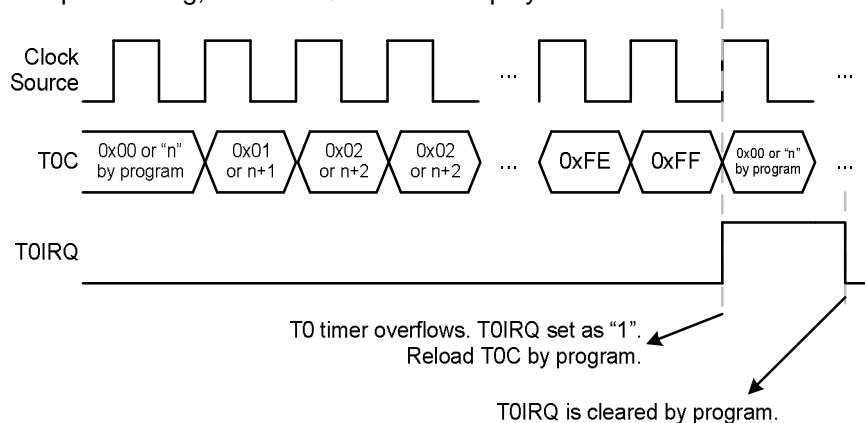 Clock
Source
...
...
T0C
0x00 or “n”
by program
0x01
or n+1
0x02
or n+2
0x02
or n+2
...
0xFE
0xFF
0x00 or “n”
by program
...
T0IRQ
T0 timer overflows. T0IRQ set as “1”.
Reload T0C by program.
T0IRQ is cleared by program.